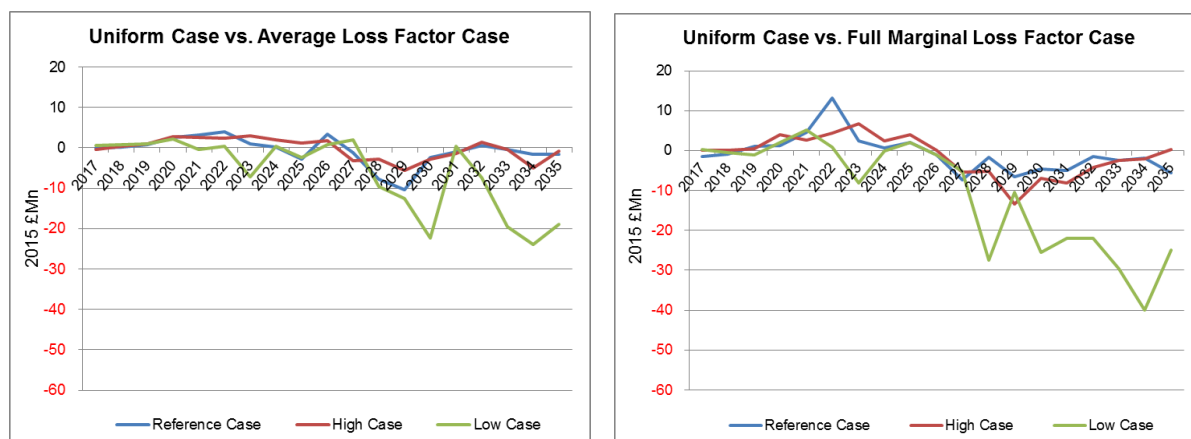 Uniform Case vs. Average Loss Factor Case
20
10
0
-10
-20
-30
-40
-50
-60
2015 £Mn
2017 2018 2019 2020 2021 2022 2023 2024 2025 2026 2027 2028 2029 2030 2031 2032 2033 2034 2035
Reference Case High Case Low Case
Uniform Case vs. Full Marginal Loss Factor Case
20
10
0
-10
-20
-30
-40
-50
-60
2015 £Mn
2017 2018 2019 2020 2021 2022 2023 2024 2025 2026 2027 2028 2029 2030 2031 2032 2033 2034 2035
Reference Case High Case Low Case